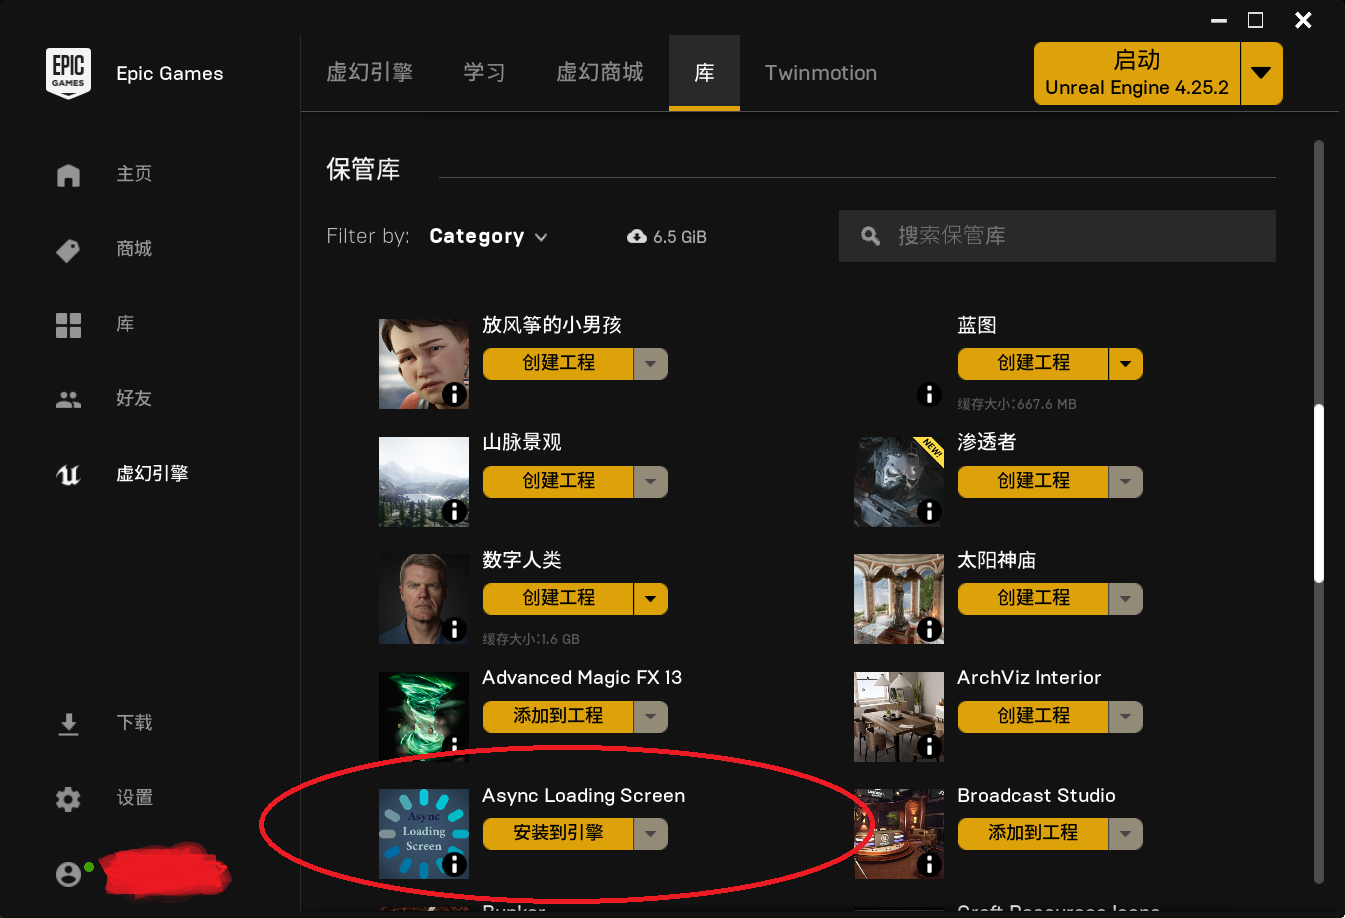 EPIC
GAMES
Epic Games
主页
商城
库
好友
虚幻引擎
下载
设置
虚幻引擎
学习
虚幻商城
库
Twinmotion
启动
Unreal Engine 4.25.2
保管库
Filter by:
Category
6.5 GiB
搜索保管库
放风筝的小男孩
创建工程
蓝图
创建工程
缓存大小:667.6 MB
山脉景观
创建工程
NEW!
渗透者
创建工程
数字人类
创建工程
缓存大小:1.6 GB
太阳神庙
创建工程
Advanced Magic FX 13
添加到工程
ArchViz Interior
创建工程
Async
Loading
Screen
Async Loading Screen
安装到引擎
Broadcast Studio
添加到工程